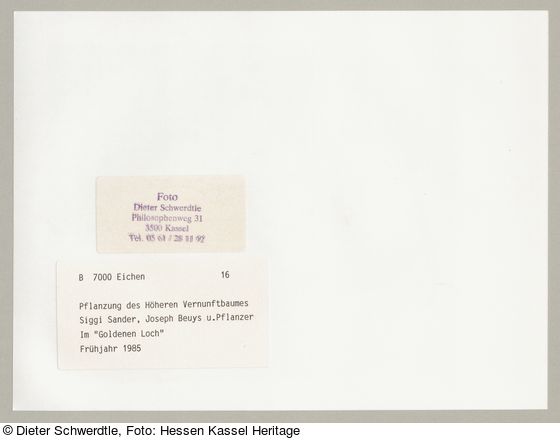 Foto
Dieter Schwerdtle
Philosophenweg 31
3500 Kassel
Tel. 05 61 / 28 11 92
B 7000 Eichen 16
Pflanzung des Höheren Vernunftbaumes
Siggi Sander, Joseph Beuys u.Pflanzer
Im "Goldenen Loch"
Frühjahr 1985
© Dieter Schwerdtle, Foto: Hessen Kassel Heritage